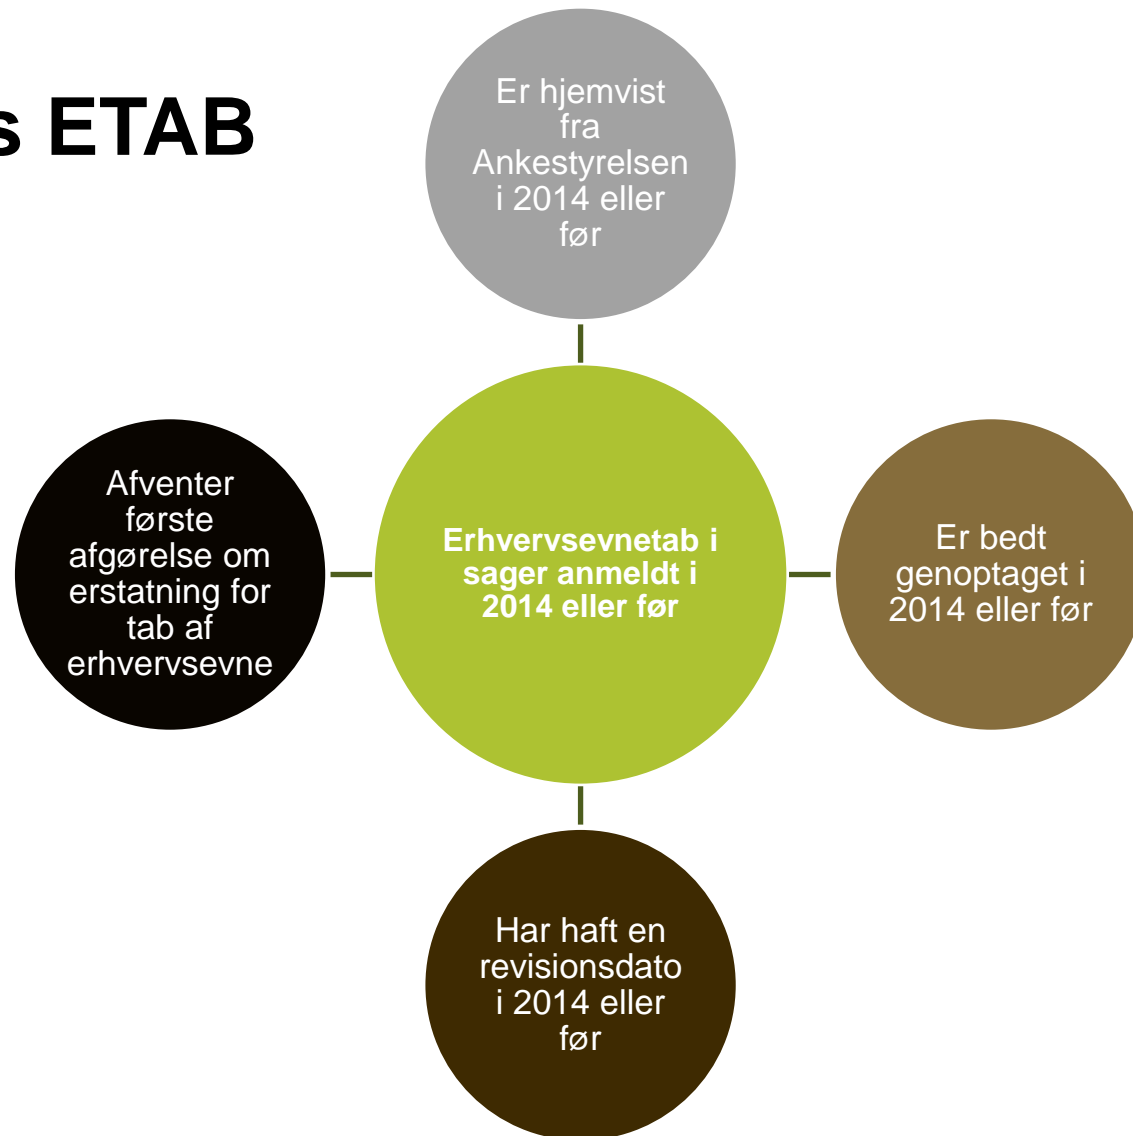 s ETAB
Er hjemvist
fra
Ankestyrelsen
i 2014 eller
før
Afventer
første
afgørelse om
erstatning for
tab af
erhvervsevne
Erhvervsevnetab i
sager anmeldt i
2014 eller før
Er bedt
genoptaget i
2014 eller før
Har haft en
revisionsdato
i 2014 eller
før